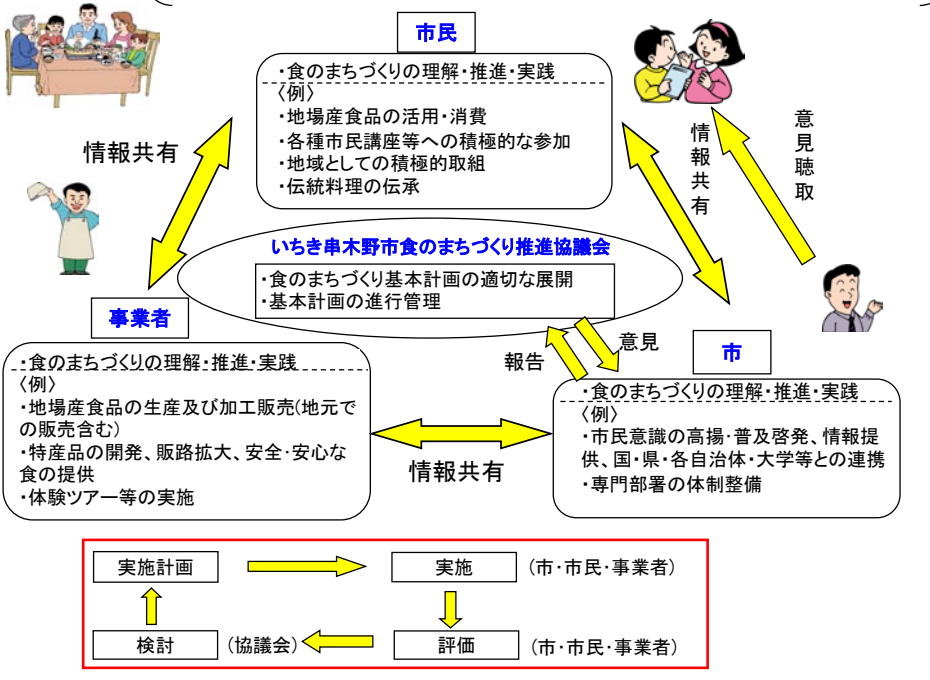 市民
・食のまちづくりの理解・推進・実践
〈例〉
・地場産食品の活用・消費
・各種市民講座等への積極的な参加
・地域としての積極的取組
・伝統料理の伝承
情報共有
情報共有
意見聴取
いちき串木野市食のまちづくり推進協議会
・食のまちづくり基本計画の適切な展開
・基本計画の進行管理
事業者
・食のまちづくりの理解・推進・実践
〈例〉
・地場産食品の生産及び加工販売(地元で
の販売含む)
・特産品の開発、販路拡大、安全・安心な
食の提供
・体験ツアー等の実施
報告
意見
市
・食のまちづくりの理解・推進・実践
〈例〉
・市民意識の高揚・普及啓発、情報提
供、国・県・各自治体・大学等との連携
・専門部署の体制整備
情報共有
実施計画
実施
(市・市民・事業者)
検討
(協議会)
評価
(市・市民・事業者)